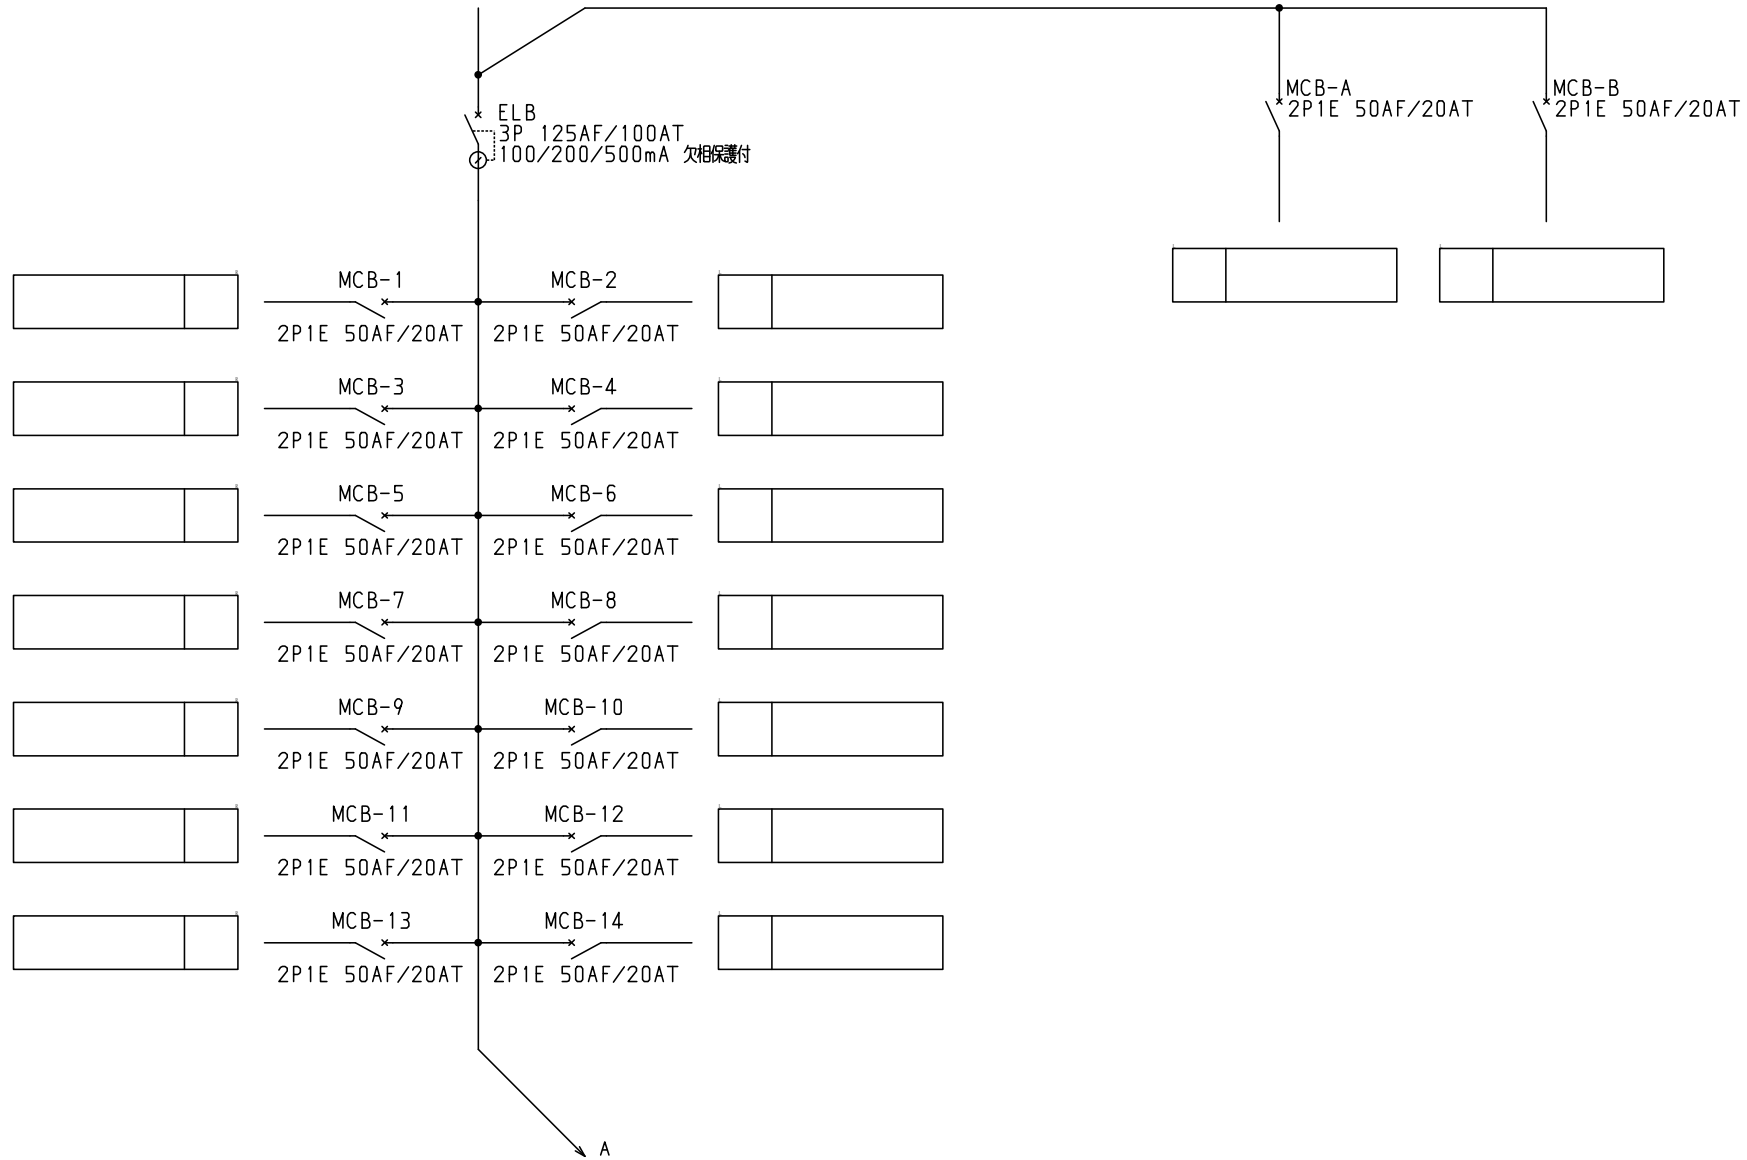 MCB-A
2P1E 50AF/20AT
MCB-B
2P1E 50AF/20AT
ELB
3P 125AF/100AT
100/200/500mA 欠相保護付
MCB-1
2P1E 50AF/20AT
MCB-2
2P1E 50AF/20AT
MCB-3
2P1E 50AF/20AT
MCB-4
2P1E 50AF/20AT
MCB-5
2P1E 50AF/20AT
MCB-6
2P1E 50AF/20AT
MCB-7
2P1E 50AF/20AT
MCB-8
2P1E 50AF/20AT
MCB-9
2P1E 50AF/20AT
MCB-10
2P1E 50AF/20AT
MCB-11
2P1E 50AF/20AT
MCB-12
2P1E 50AF/20AT
MCB-13
2P1E 50AF/20AT
MCB-14
2P1E 50AF/20AT
A